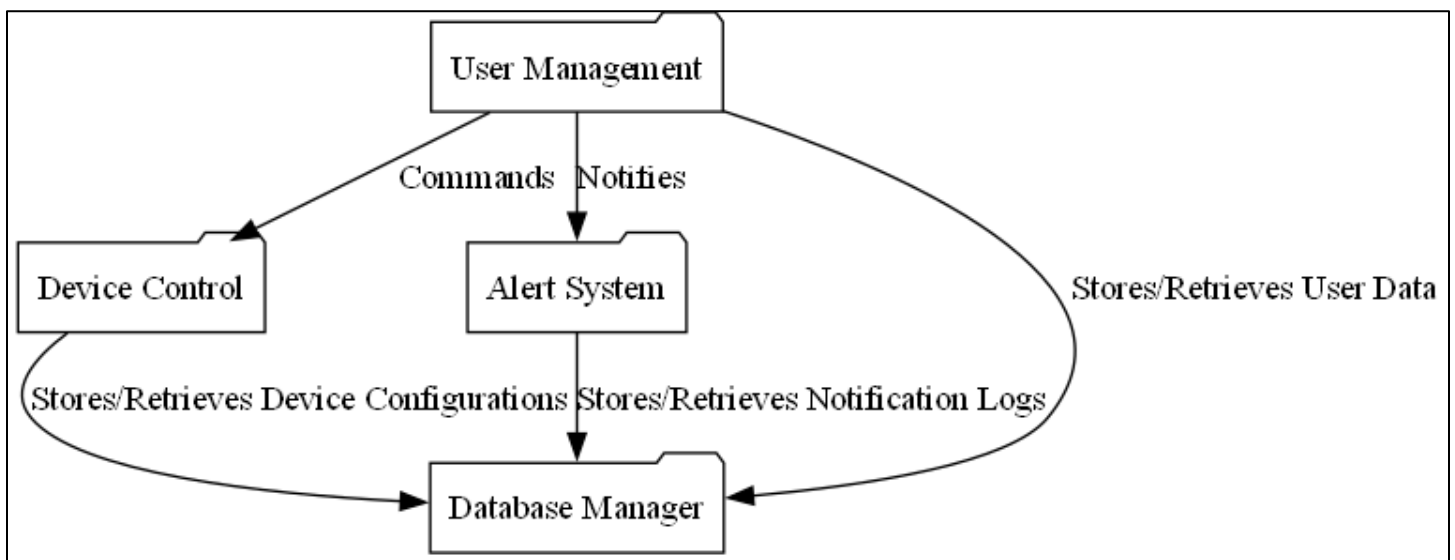 User Management
Commands
Notifies
Device Control
Alert System
Stores/Retrieves User Data
Stores/Retrieves Device Configurations
Stores/Retrieves Notification Logs
Database Manager